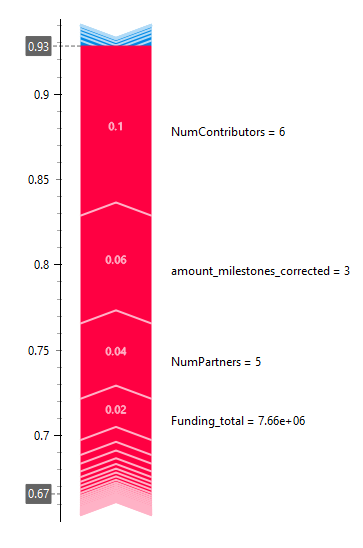 0.93
0.9
0.1
NumContributors = 6
0.85
0.8
0.06
amount_milestones_corrected = 3
0.75
0.04
NumPartners = 5
0.02
Funding_total = 7.66e+06
0.7
0.67